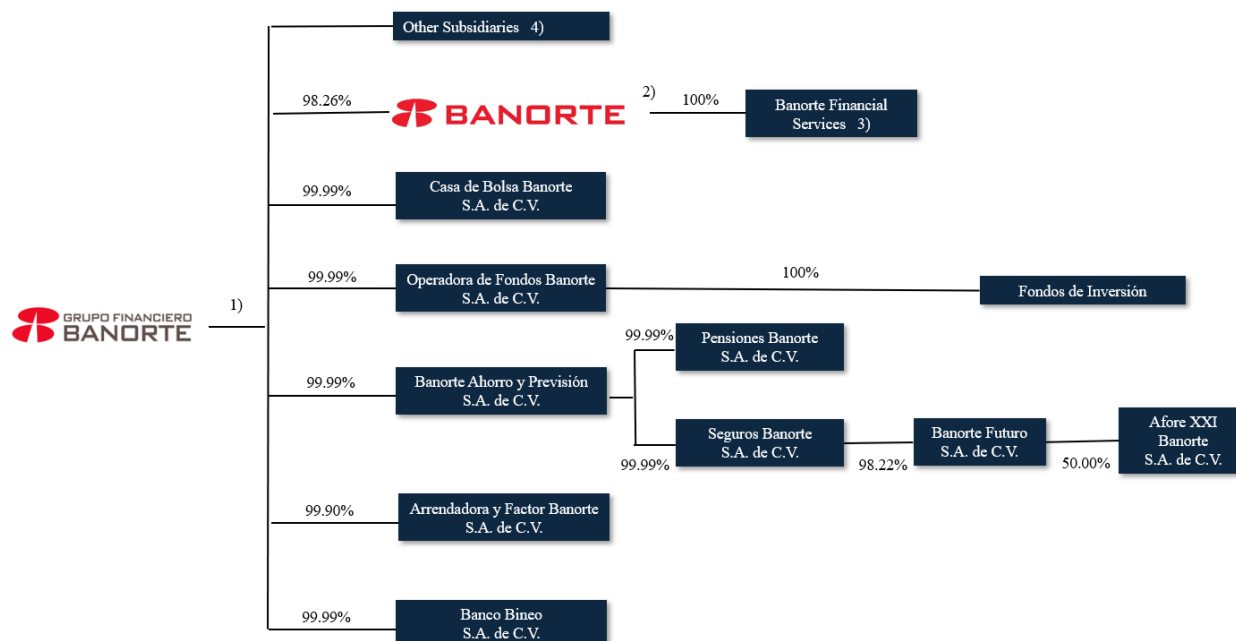 Other Subsidiaries 4)
98.26%
BANORTE
2)
100%
Banorte Financial
Services 3)
99.99%
Casa de Bolsa Banorte
S.A. de C.V.
99.99%
Operadora de Fondos Banorte
S.A. de C.V.
100%
Fondos de Inversión
GRUPO FINANCIERO
BANORTE
1)
99.99%
Banorte Ahorro y Previsión
S.A. de C.V.
99.99%
Pensiones Banorte
S.A. de C.V.
99.99%
Seguros Banorte
S.A. de C.V.
98.22%
Banorte Futuro
S.A. de C.V.
50.00%
Afore XXI
Banorte
S.A. de C.V.
99.90%
Arrendadora y Factor Banorte
S.A. de C.V.
99.99%
Banco Bineo
S.A. de C.V.